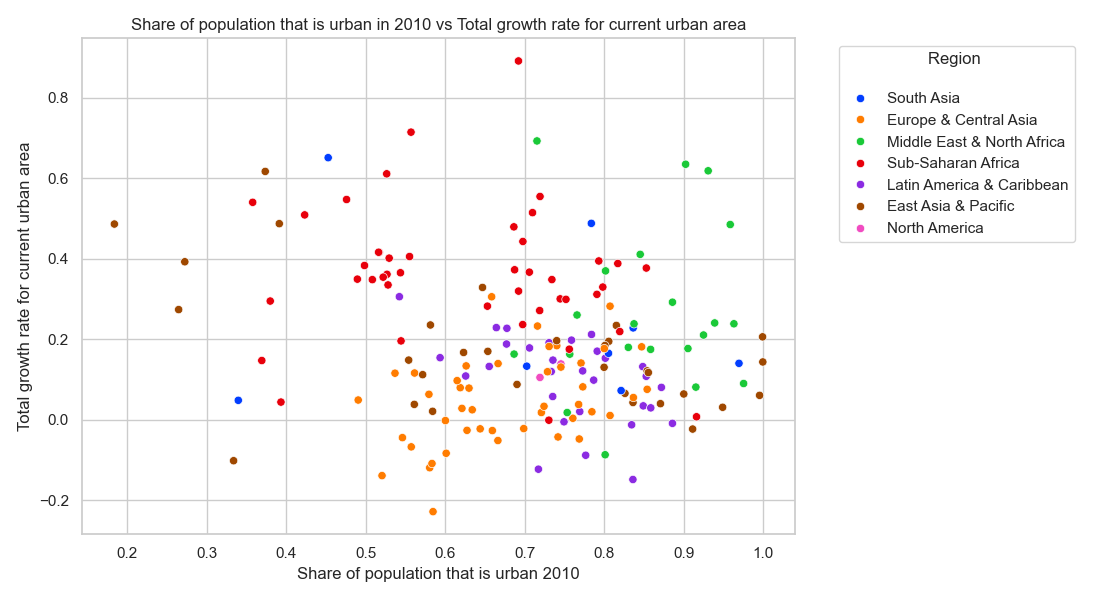 Share of population that is urban in 2010 vs Total growth rate for current urban area
Total growth rate for current urban area
0.8
0.6
0.4
0.2
0.0
−0.2
0.2 0.3 0.4 0.5 0.6 0.7 0.8 0.9 1.0
Share of population that is urban 2010
Region
South Asia
Europe & Central Asia
Middle East & North Africa
Sub-Saharan Africa
Latin America & Caribbean
East Asia & Pacific
North America